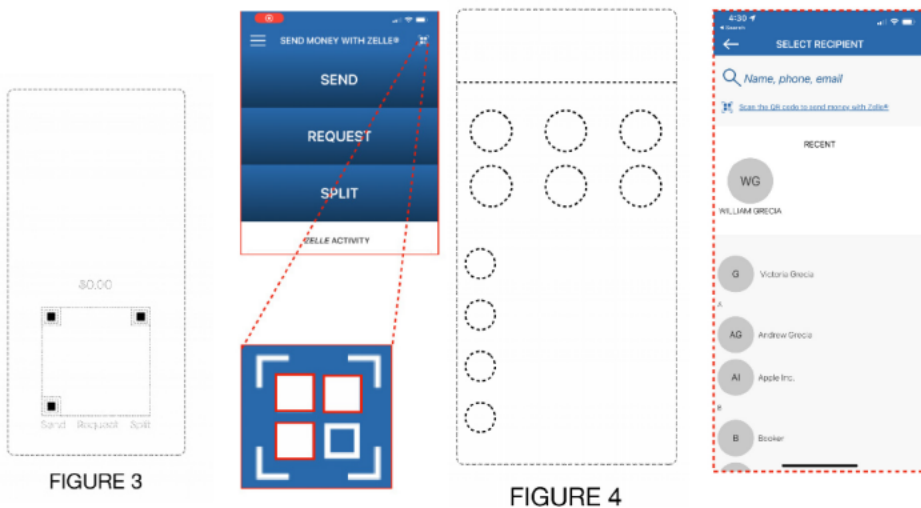 $0.00
Send Request Split
FIGURE 3
SEND MONEY WITH ZELLE®
SEND
REQUEST
SPLIT
ZELLE ACTIVITY
FIGURE 4
4:30
Search
SELECT RECIPIENT
Name, phone, email
Scan the QR code to send money with Zelle®
RECENT
WG
WILLIAM GRECIA
G Victoria Grecia
A
AG Andrew Grecia
AI Apple Inc.
B
B Booker